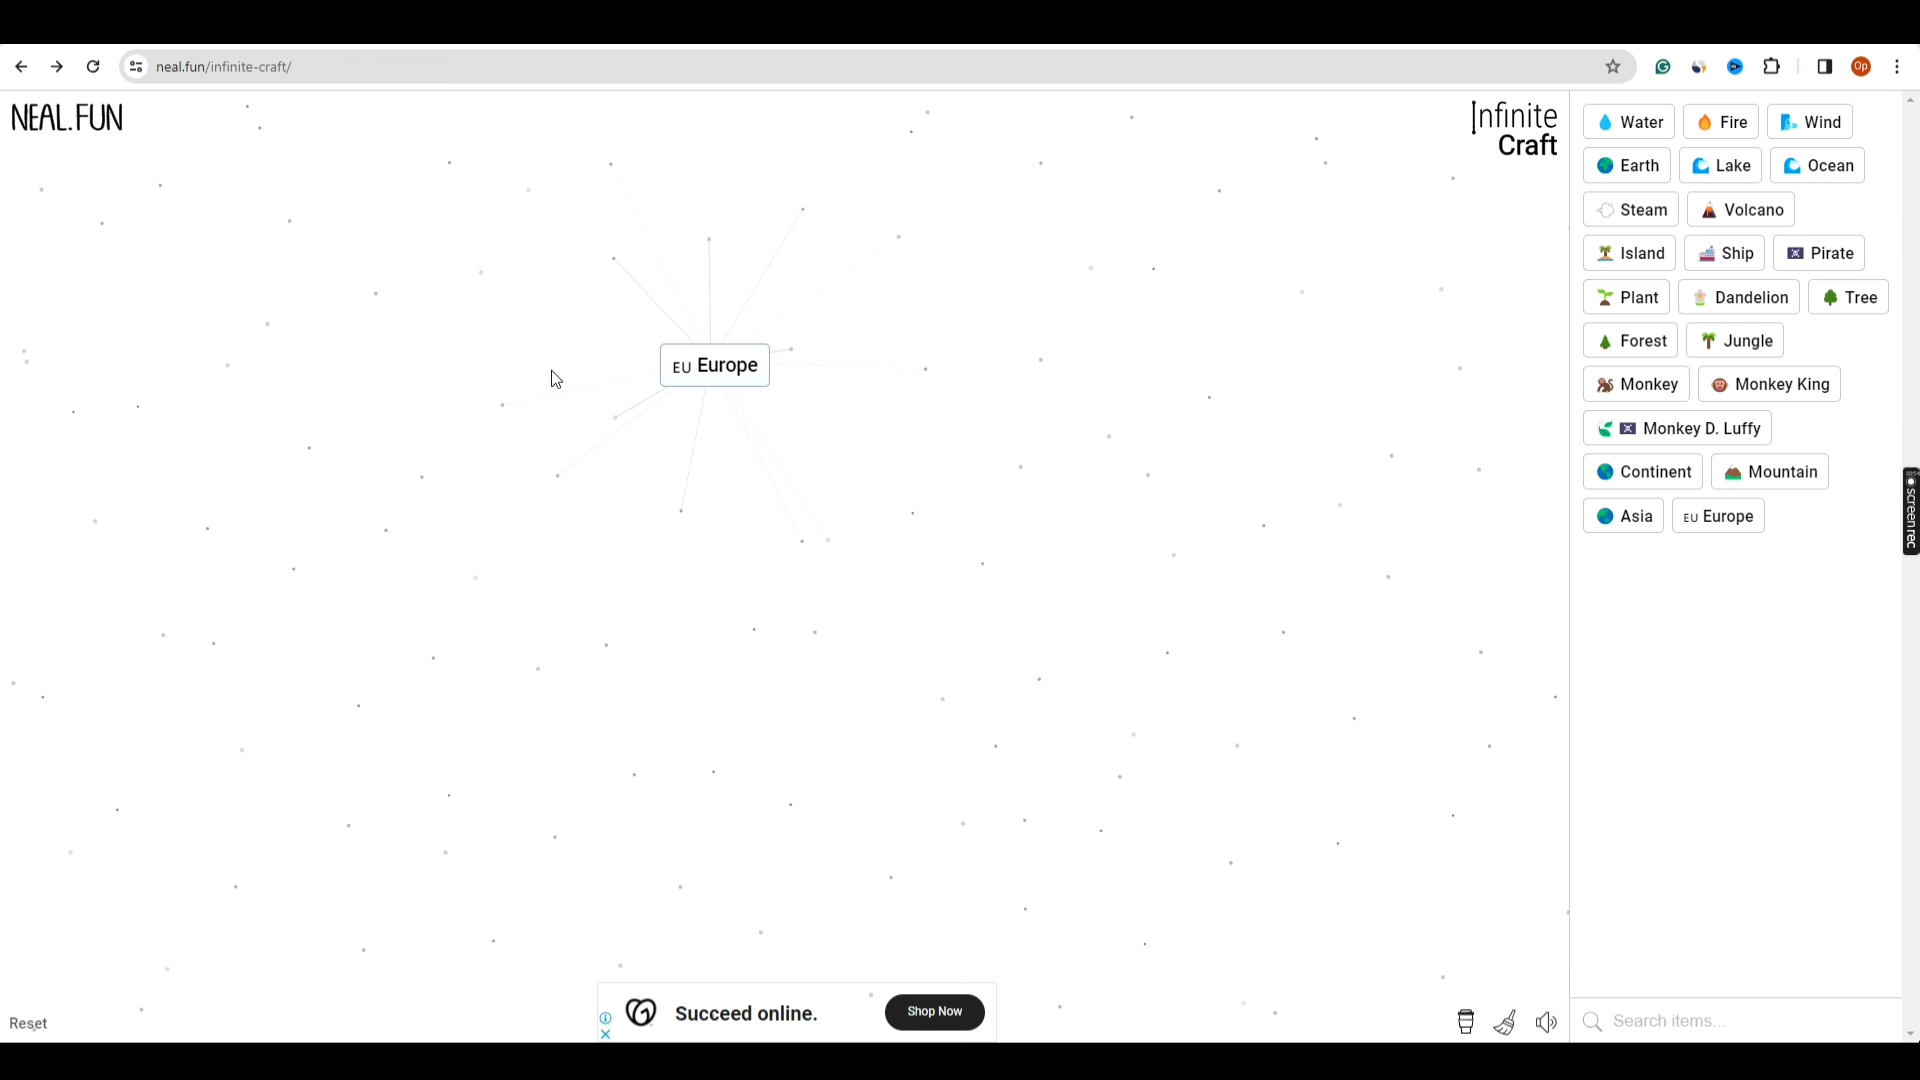 neal.fun/infinite-craft/
Op
NEAL.FUN
Infinite
Craft
Water Fire Wind
Earth Lake Ocean
Steam Volcano
Island Ship Pirate
Plant Dandelion Tree
Forest Jungle
Monkey Monkey King
Monkey D. Luffy
Continent Mountain
Asia EU Europe
EU Europe
screenrec
Succeed online. Shop Now
Reset
Search items...